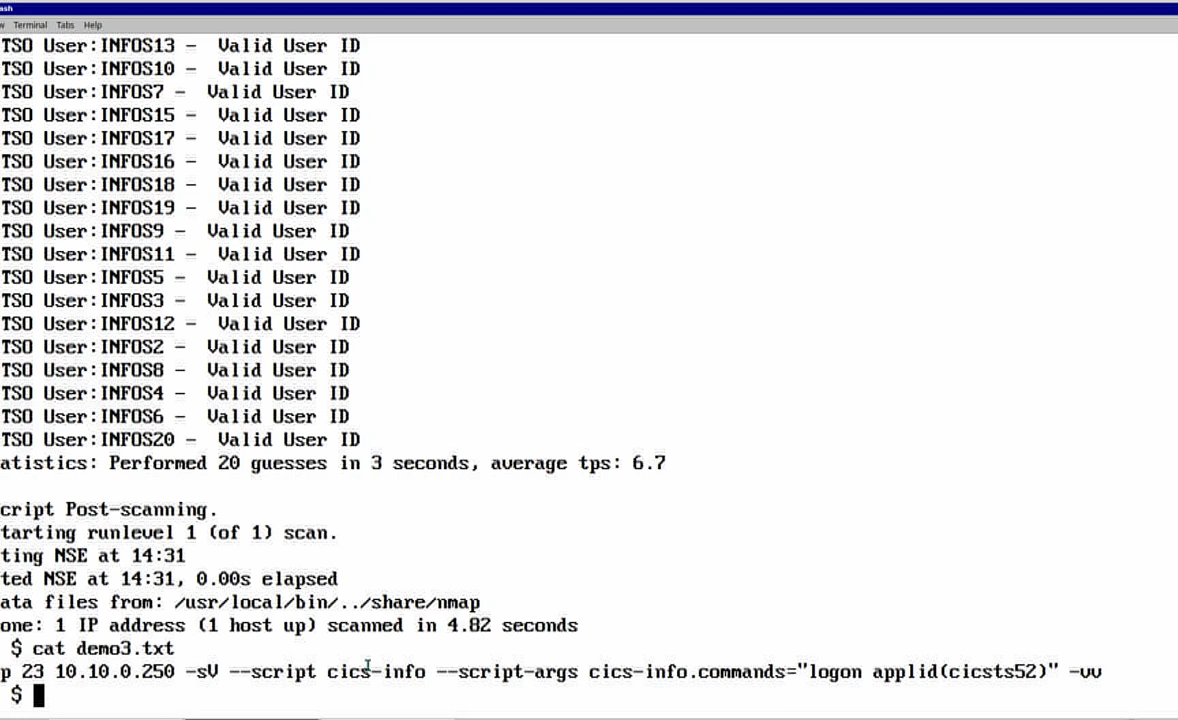 ash
w Terminal Tabs Help
TSO User:INFOS13 - Valid User ID
TSO User:INFOS10 - Valid User ID
TSO User:INFOS7 - Valid User ID
TSO User:INFOS15 - Valid User ID
TSO User:INFOS17 - Valid User ID
TSO User:INFOS16 - Valid User ID
TSO User:INFOS18 - Valid User ID
TSO User:INFOS19 - Valid User ID
TSO User:INFOS9 - Valid User ID
TSO User:INFOS11 - Valid User ID
TSO User:INFOS5 - Valid User ID
TSO User:INFOS3 - Valid User ID
TSO User:INFOS12 - Valid User ID
TSO User:INFOS2 - Valid User ID
TSO User:INFOS8 - Valid User ID
TSO User:INFOS4 - Valid User ID
TSO User:INFOS6 - Valid User ID
TSO User:INFOS20 - Valid User ID
atistics: Performed 20 guesses in 3 seconds, average tps: 6.7
cript Post-scanning.
tarting runlevel 1 (of 1) scan.
ting NSE at 14:31
ted NSE at 14:31, 0.00s elapsed
ata files from: /usr/local/bin/../share/nmap
one: 1 IP address (1 host up) scanned in 4.82 seconds
$ cat demo3.txt
p 23 10.10.0.250 -sV --script cics-info --script-args cics-info.commands="logon applid(cicsts52)" -vv
$